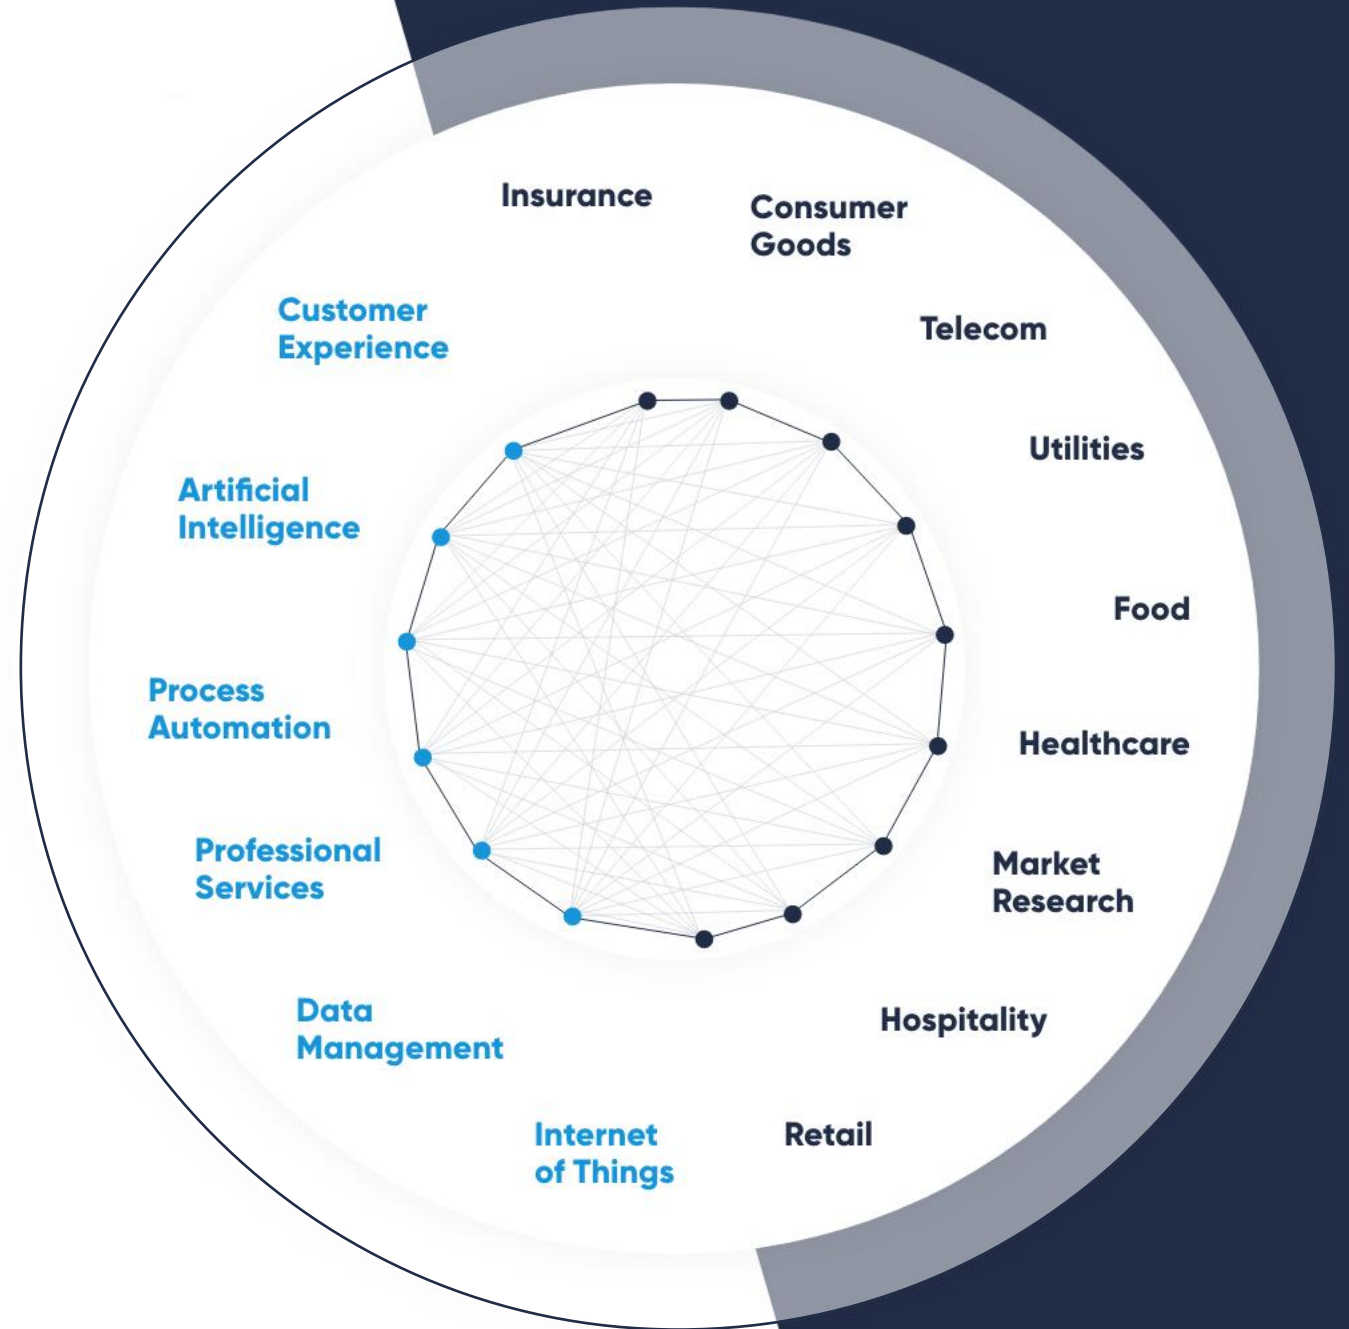 Insurance
Consumer
Goods
Telecom
Utilities
Food
Healthcare
Market
Research
Hospitality
Retail
Internet
of Things
Data
Management
Professional
Services
Process
Automation
Artificial
Intelligence
Customer
Experience